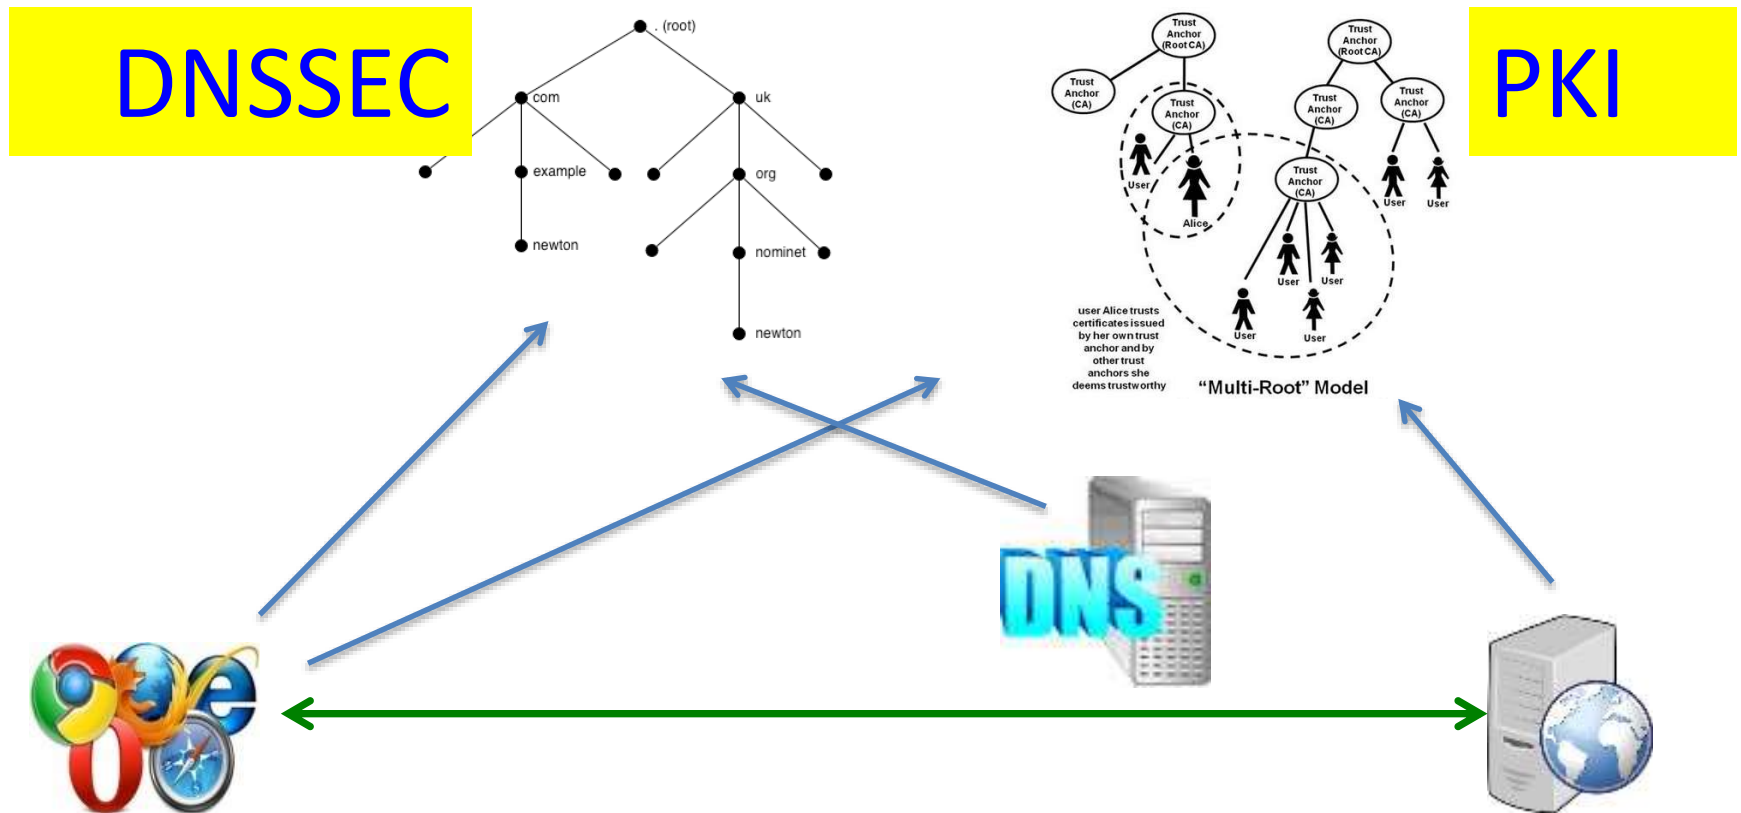 DNSSEC
. (root)
com
uk
example
org
newton
nominet
newton
Trust
Anchor
(Root CA)
Trust
Anchor
(Root CA)
Trust
Anchor
(CA)
Trust
Anchor
(CA)
Trust
Anchor
(CA)
Trust
Anchor
(CA)
Trust
Anchor
(CA)
User
Alice
User
User
User
User
User
User
user Alice trusts
certificates issued
by her own trust
anchor and by
other trust
anchors she
deems trustworthy
“Multi-Root” Model
PKI
DNS